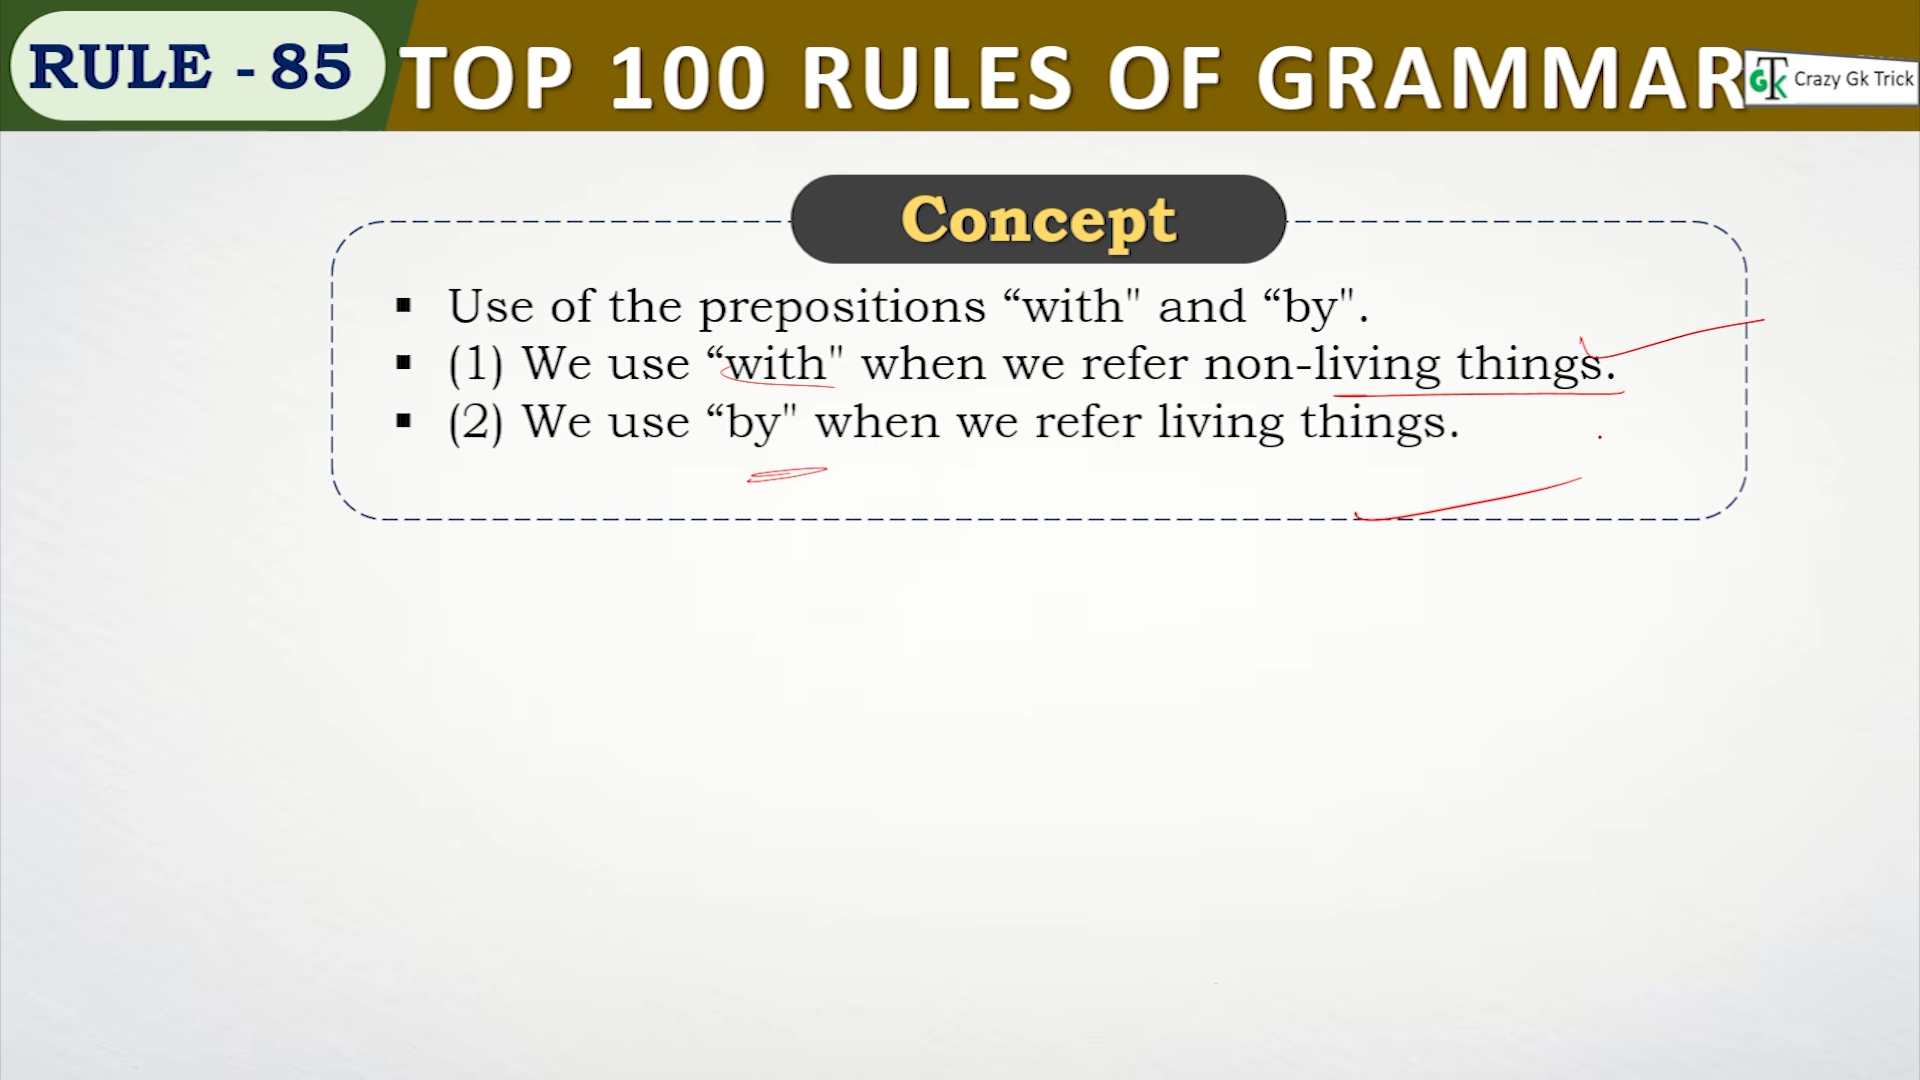 RULE - 85
TOP 100 RULES OF GRAMMAR
GTK Crazy Gk Trick
Concept
▪ Use of the prepositions “with" and “by".
▪ (1) We use “with" when we refer non-living things.
▪ (2) We use “by" when we refer living things.